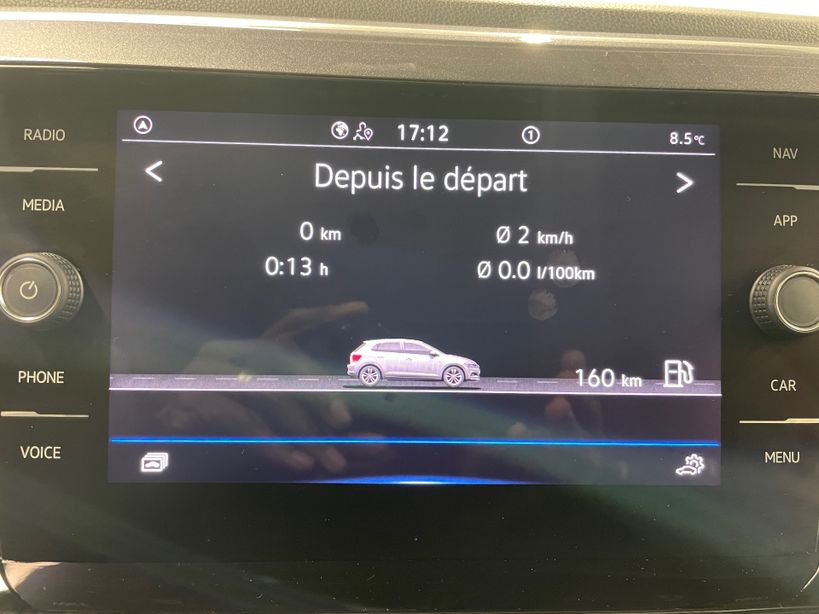 RADIO
MEDIA
PHONE
VOICE
17:12
1
8.5°C
<
Depuis le départ
>
0 km
Ø 2 km/h
0:13 h
Ø 0.0 l/100km
160 km
NAV
APP
CAR
MENU